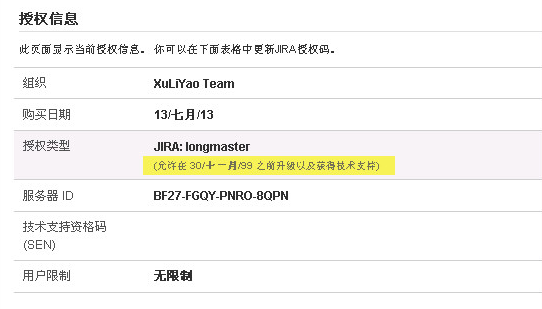 授权信息
此页面显示当前授权信息。 你可以在下面表格中更新JIRA授权码。
组织 XuLiYao Team
购买日期 13/七月/13
授权类型 JIRA: longmaster
(允许在 30/十一月/99 之前升级以及获得技术支持)
服务器 ID BF27-FGQY-PNRO-8QPN
技术支持资格码
(SEN)
用户限制 无限制